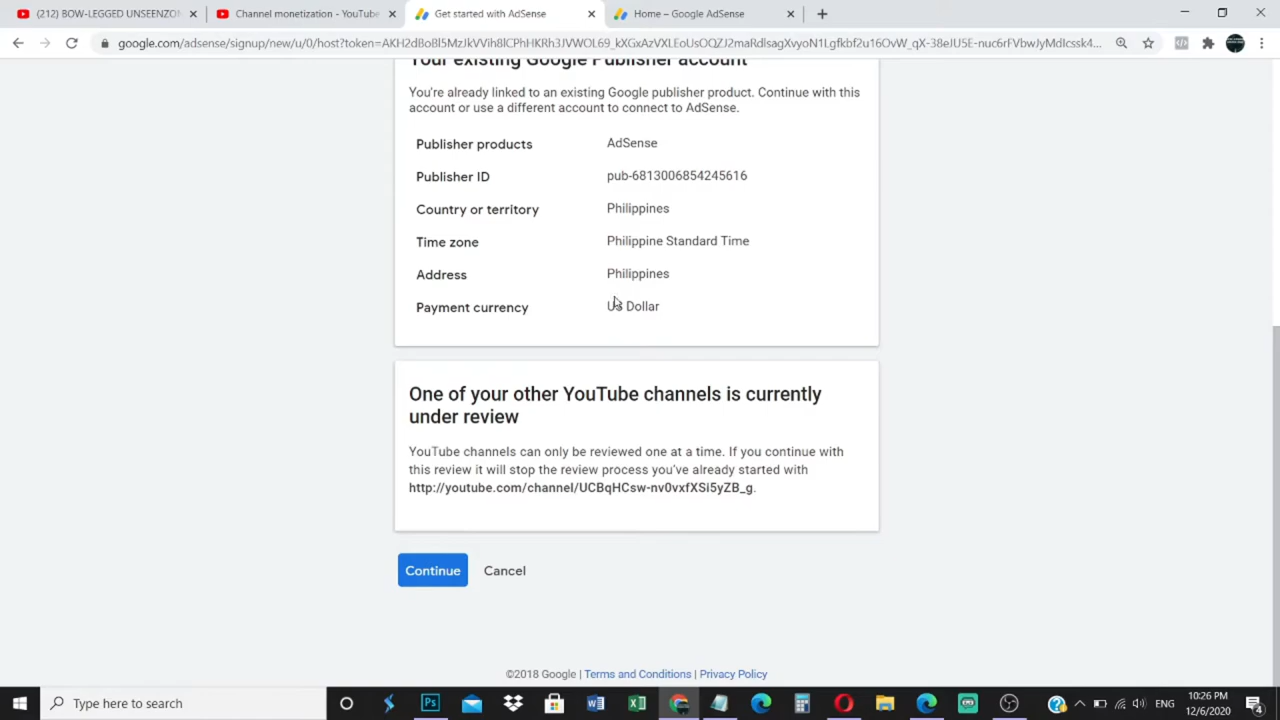 (212) BOW-LEGGED UNSEENZON
Channel monetization - YouTube
Get started with AdSense
Home – Google AdSense
google.com/adsense/signup/new/u/0/host?token=
Your existing Google Publisher account
You're already linked to an existing Google publisher product. Continue with this
account or use a different account to connect to AdSense.
Publisher products AdSense
Publisher ID pub-6813006854245616
Country or territory Philippines
Time zone Philippine Standard Time
Address Philippines
Payment currency US Dollar
One of your other YouTube channels is currently
under review
YouTube channels can only be reviewed one at a time. If you continue with
this review it will stop the review process you've already started with
http://youtube.com/channel/UCBqHCsw-nv0vxfXSi5yZB_g.
Continue Cancel
©2018 Google | Terms and Conditions | Privacy Policy
Type here to search
ENG
10:26 PM
12/6/2020
4